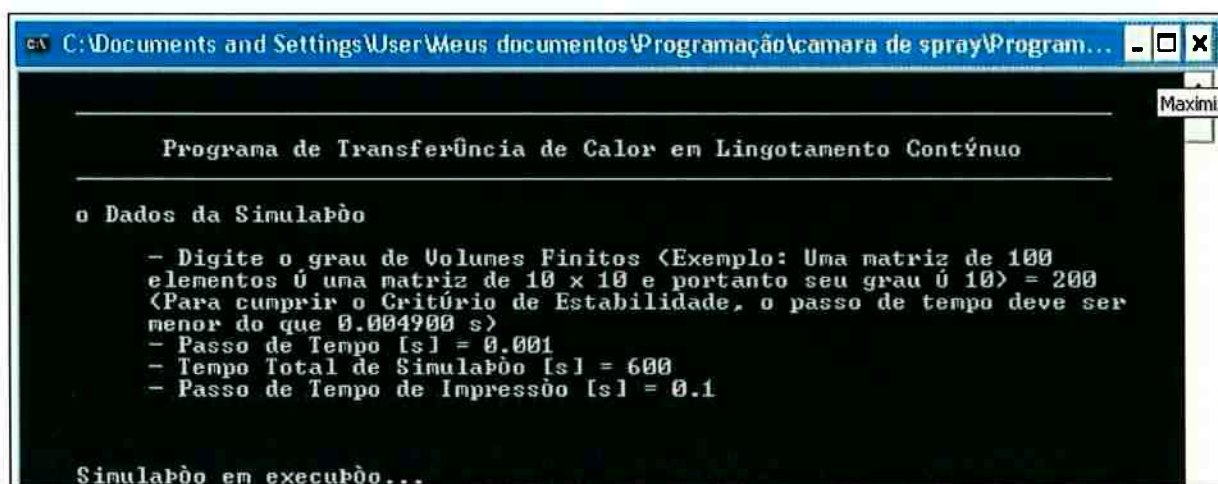 C:\Documents and Settings\User\Meus documentos\Programação\camara de spray\Program...
Maximi
Programa de TransferÛncia de Calor em Lingotamento Contýnuo
o Dados da SimulaÞòo
- Digite o grau de Volumes Finitos (Exemplo: Uma matriz de 100
elementos Ú uma matriz de 10 x 10 e portanto seu grau Ú 10) = 200
(Para cumprir o CritÚrio de Estabilidade, o passo de tempo deve ser
menor do que 0.004900 s)
- Passo de Tempo [s] = 0.001
- Tempo Total de SimulaÞòo [s] = 600
- Passo de Tempo de Impressòo [s] = 0.1
SimulaÞòo em execuÞòo...